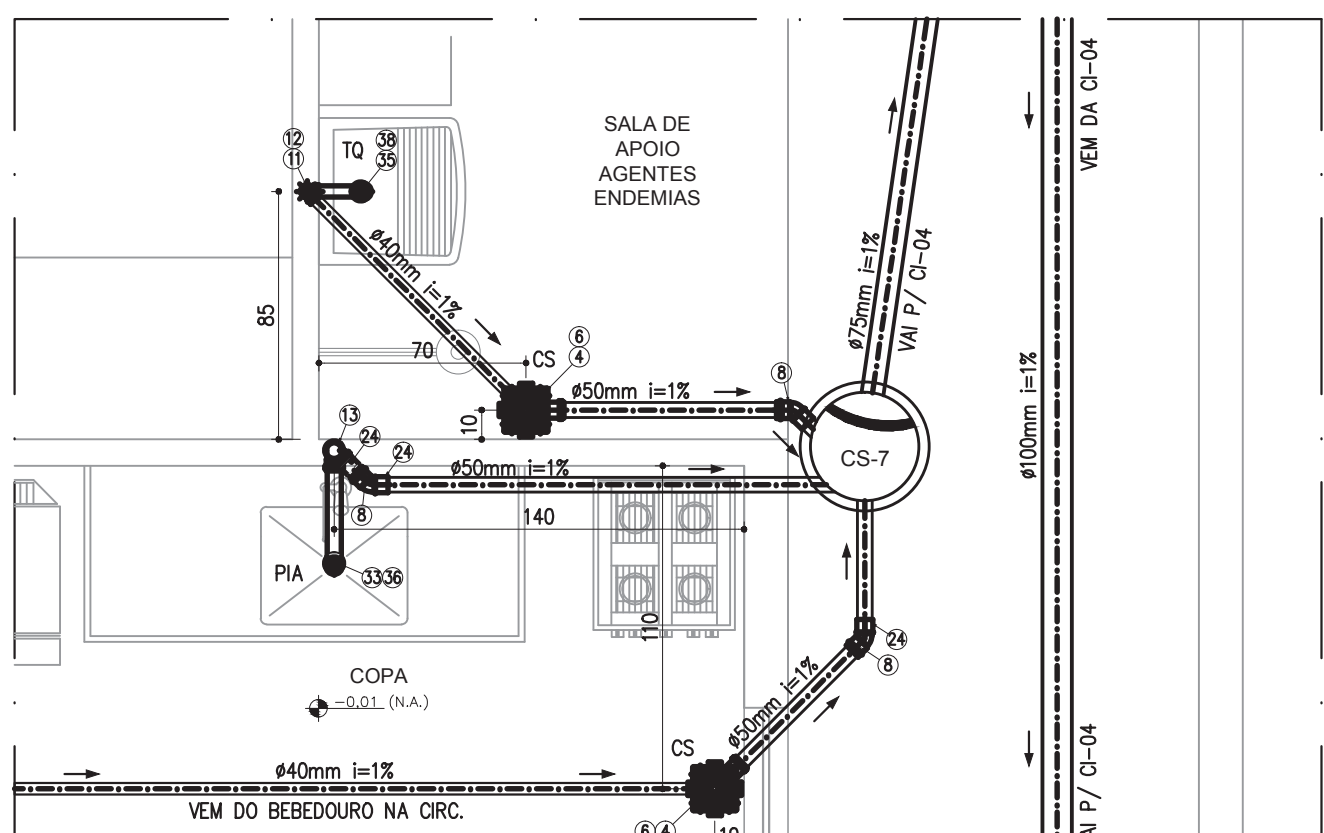 VEM DA CI-04
SALA DE
APOIO
AGENTES
ENDEMIAS
12
11
TQ
38
35
ø40mm i=1%
85
70
CS
6
4
ø50mm i=1%
8
10
ø75mm i=1%
VAI P/ CI-04
ø100mm i=1%
CS-7
13
24
24
ø50mm i=1%
8
140
PIA
33
36
110
24
8
COPA
-0,01 (N.A.)
ø50mm i=1%
CS
ø40mm i=1%
VEM DO BEBEDOURO NA CIRC.
P/ CI-04
6
4